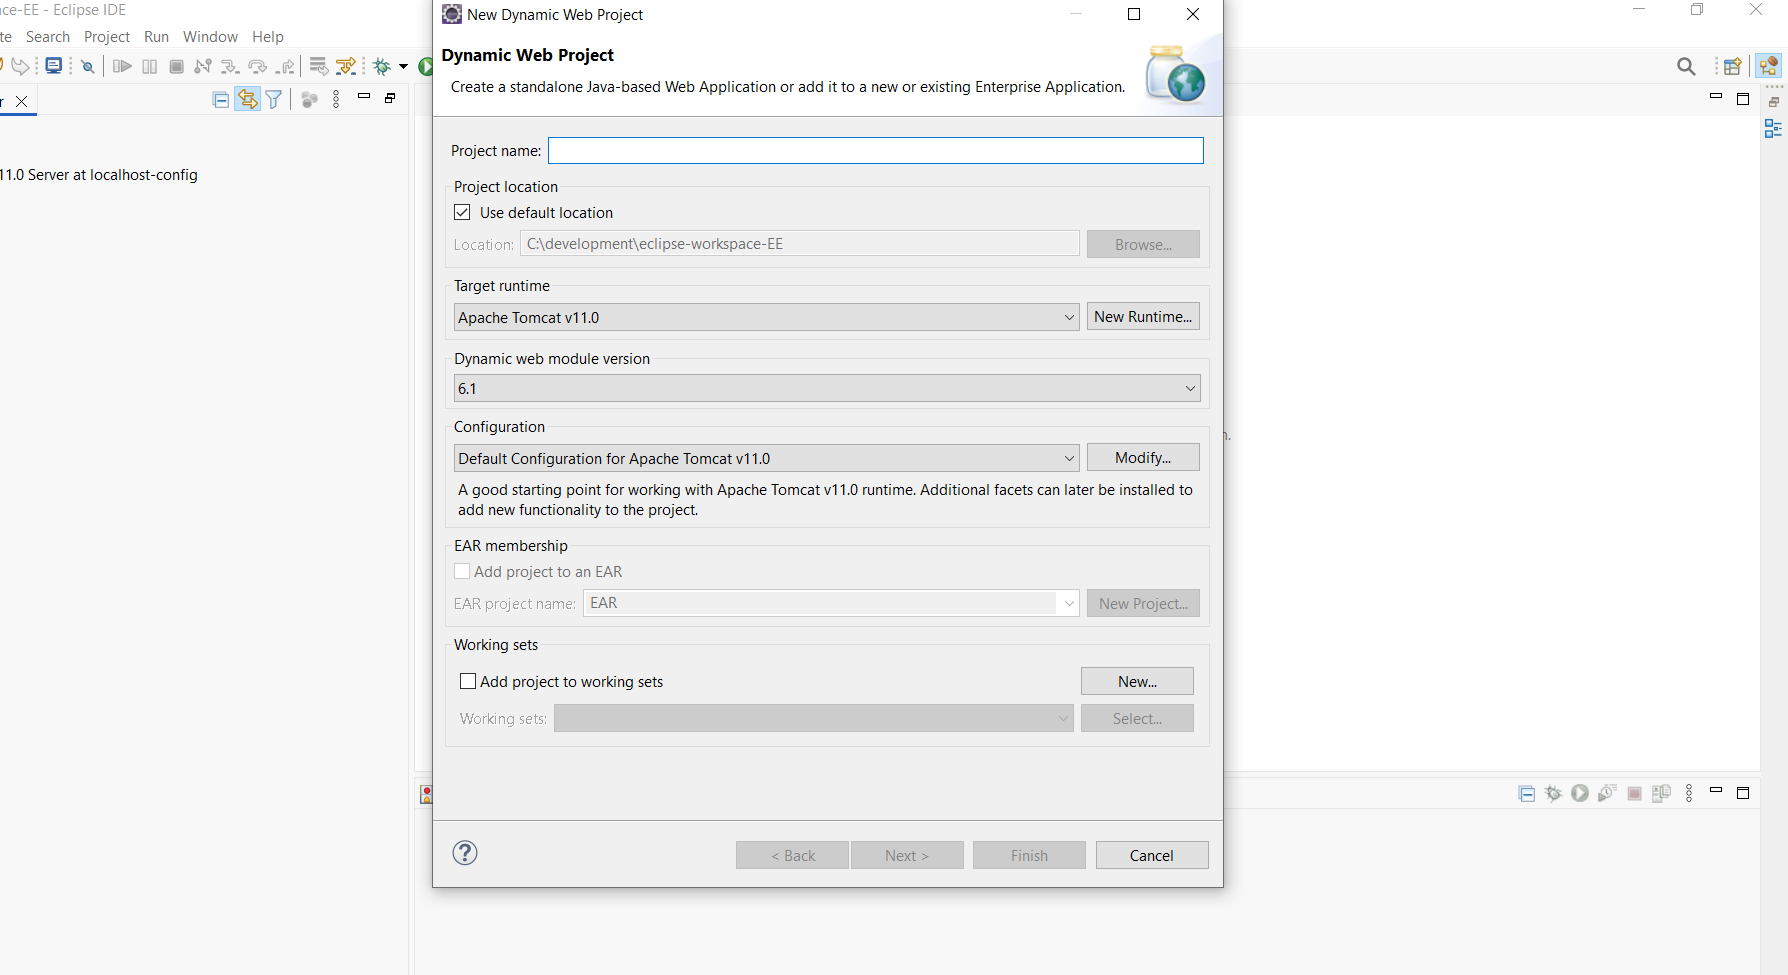 ce-EE - Eclipse IDE
te Search Project Run Window Help
r
11.0 Server at localhost-config
New Dynamic Web Project
Dynamic Web Project
Create a standalone Java-based Web Application or add it to a new or existing Enterprise Application.
Project name:
Project location
Use default location
Location: C:\development\eclipse-workspace-EE Browse...
Target runtime
Apache Tomcat v11.0 New Runtime...
Dynamic web module version
6.1
Configuration
Default Configuration for Apache Tomcat v11.0 Modify...
A good starting point for working with Apache Tomcat v11.0 runtime. Additional facets can later be installed to
add new functionality to the project.
EAR membership
Add project to an EAR
EAR project name: EAR New Project...
Working sets
Add project to working sets New...
Working sets: Select...
? < Back Next > Finish Cancel
n.